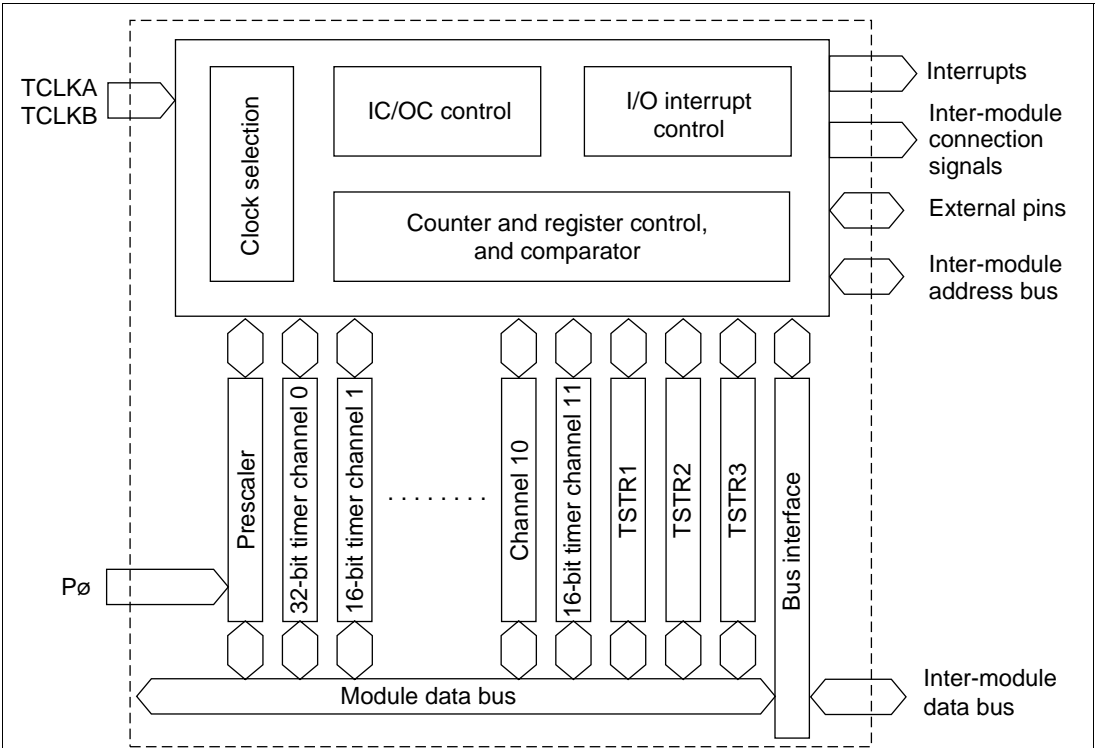 TCLKA
TCLKB
Clock selection
IC/OC control
I/O interrupt
control
Counter and register control,
and comparator
Interrupts
Inter-module
connection
signals
External pins
Inter-module
address bus
Pø
Prescaler
32-bit timer channel 0
16-bit timer channel 1
. . . . . . . .
Channel 10
16-bit timer channel 11
TSTR1
TSTR2
TSTR3
Bus interface
Module data bus
Inter-module
data bus